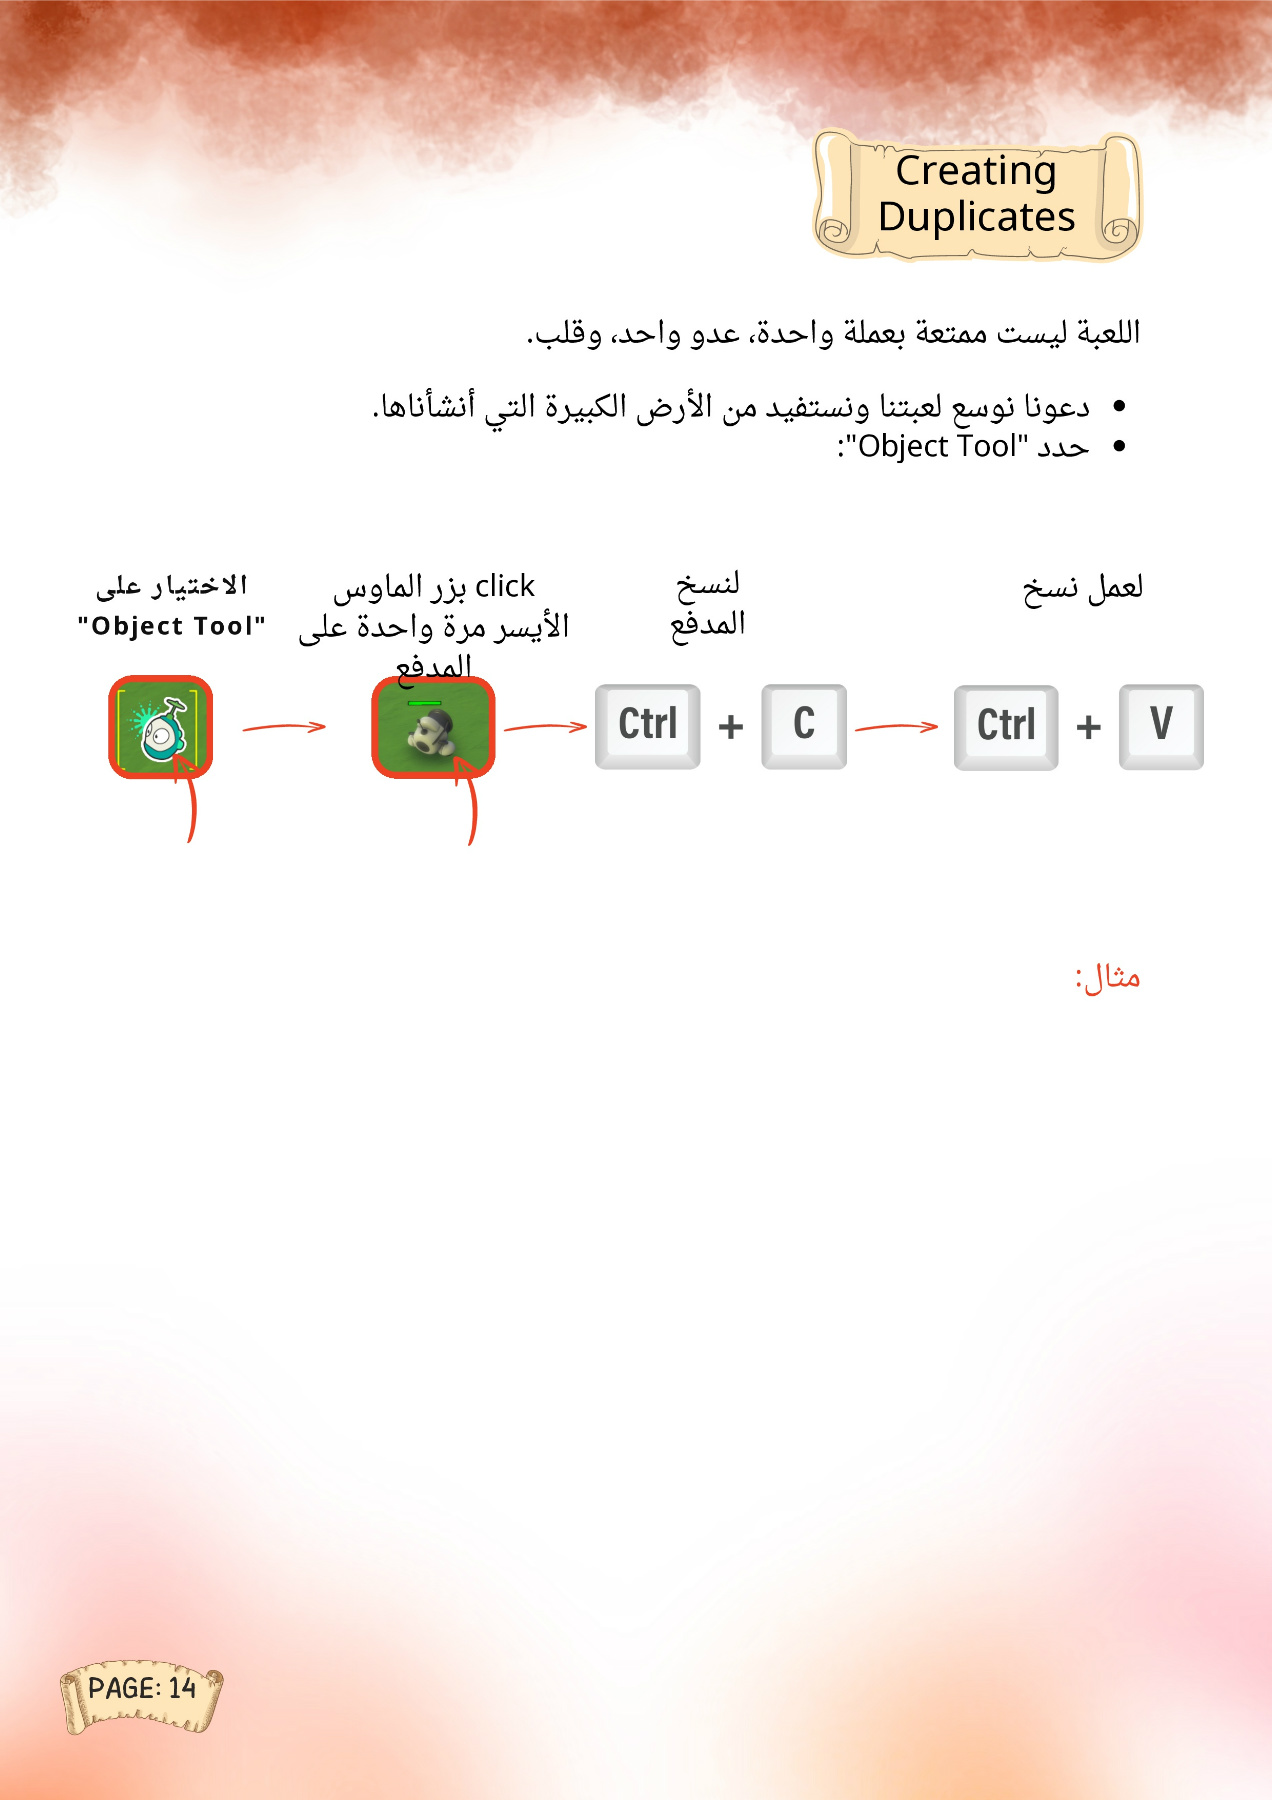 Creating
Duplicates
اللعبة ليست ممتعة بعملة واحدة، عدو واحد، وقلب.
دعونا نوسع لعبتنا ونستفيد من الأرض الكبيرة التي أنشأناها.
حدد "Object Tool":
الاختيار على
"Object Tool"
click بزر الماوس
الأيسر مرة واحدة على
المدفع
لنسخ
المدفع
لعمل نسخ
Ctrl + C
Ctrl + V
مثال:
PAGE: 14